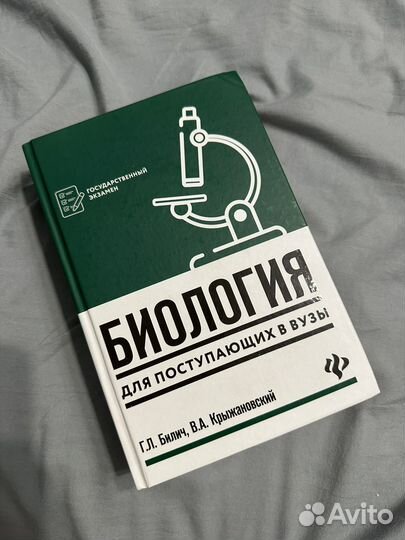 ГОСУДАРСТВЕННЫЙ
ЭКЗАМЕН
БИОЛОГИЯ
ДЛЯ ПОСТУПАЮЩИХ В ВУЗЫ
Г.Л. Билич, В.А. Крыжановский
Avito